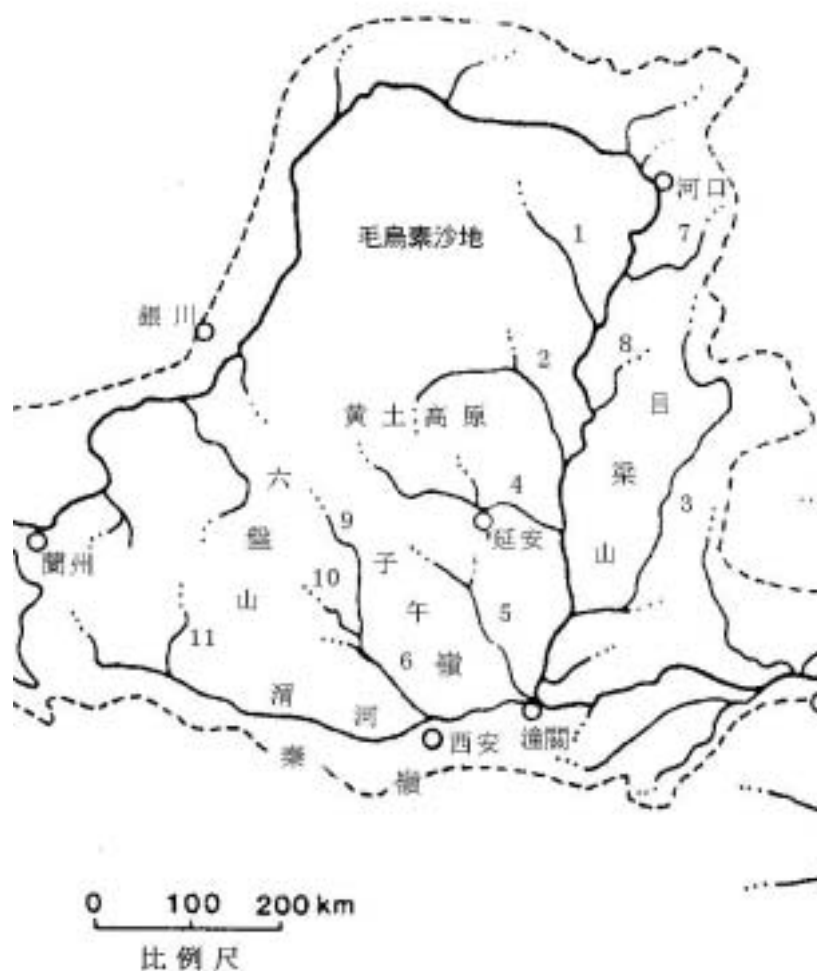 河口
1
7
毛烏素沙地
銀川
8
2
呂
黃土高原
梁
六
4
3
9
延安
蘭州
盤
子
山
10
山
午
5
11
6
嶺
渭
河
西安
潼關
秦
嶺
0 100 200 km
比例尺